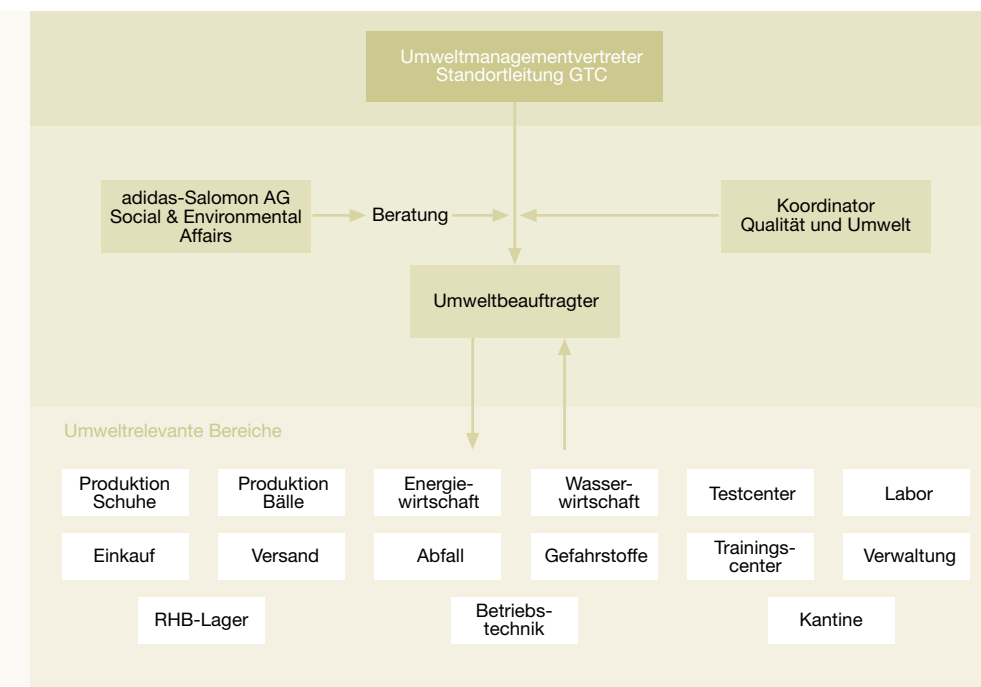 Umweltmanagementvertreter
Standortleitung GTC
adidas-Salomon AG
Social & Environmental
Affairs
Beratung
Koordinator
Qualität und Umwelt
Umweltbeauftragter
Umweltrelevante Bereiche
Produktion
Schuhe
Produktion
Bälle
Energie-
wirtschaft
Wasser-
wirtschaft
Testcenter
Labor
Einkauf
Versand
Abfall
Gefahrstoffe
Trainings-
center
Verwaltung
RHB-Lager
Betriebs-
technik
Kantine